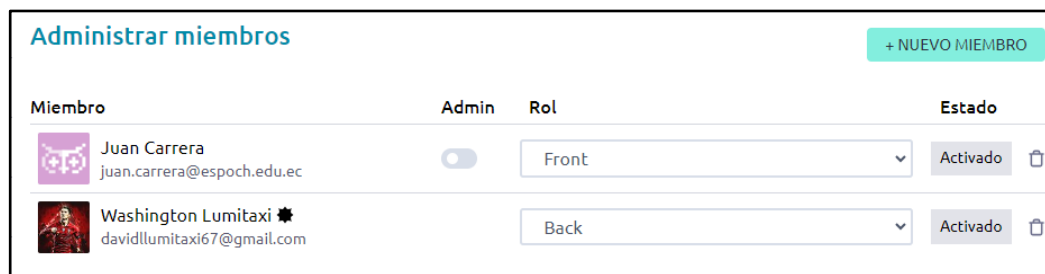 Administrar miembros
+ NUEVO MIEMBRO
Miembro Admin Rol Estado
Juan Carrera
juan.carrera@espoch.edu.ec
Front
Activado
Washington Lumitaxi
davidllumitaxi67@gmail.com
Back
Activado